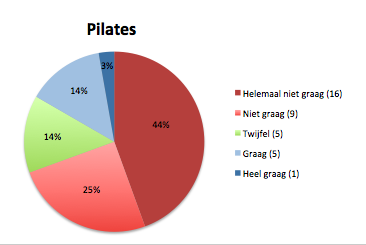 Pilates
3%
14%
44%
14%
25%
Helemaal niet graag (16)
Niet graag (9)
Twijfel (5)
Graag (5)
Heel graag (1)